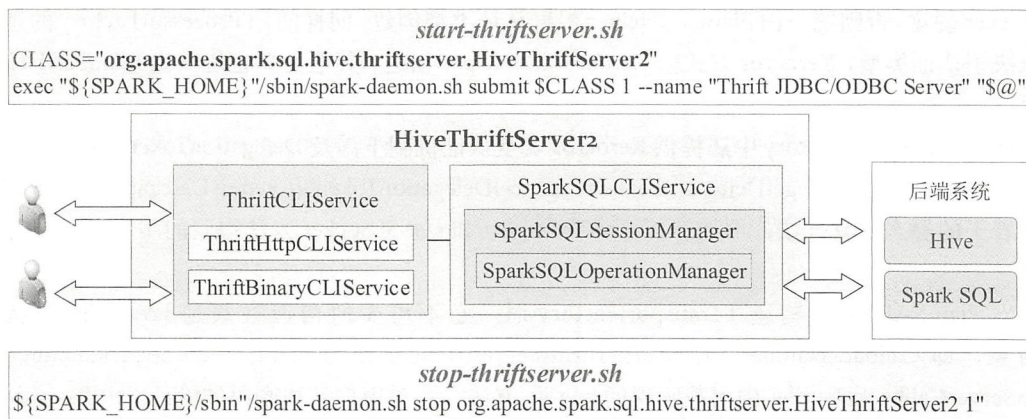 start-thriftserver.sh
CLASS="org.apache.spark.sql.hive.thriftserver.HiveThriftServer2"
exec "${SPARK_HOME}"/sbin/spark-daemon.sh submit $CLASS 1 --name "Thrift JDBC/ODBC Server" "$@"
HiveThriftServer2
ThriftCLIService
ThriftHttpCLIService
ThriftBinaryCLIService
SparkSQLCLIService
SparkSQLSessionManager
SparkSQLOperationManager
后端系统
Hive
Spark SQL
stop-thriftserver.sh
${SPARK_HOME}/sbin"/spark-daemon.sh stop org.apache.spark.sql.hive.thriftserver.HiveThriftServer2 1"